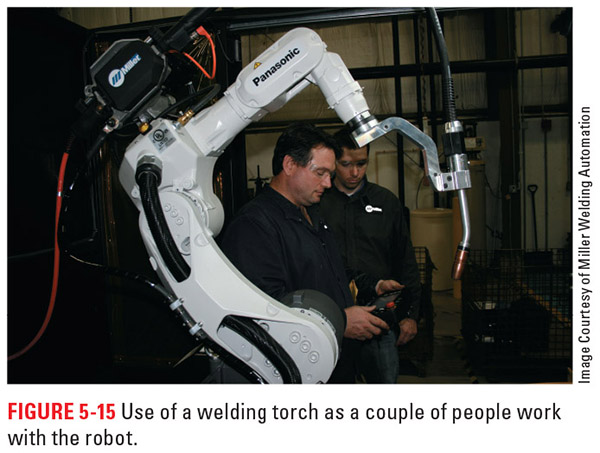 Miller
Panasonic
Miller
Image Courtesy of Miller Welding Automation
FIGURE 5-15 Use of a welding torch as a couple of people work
with the robot.